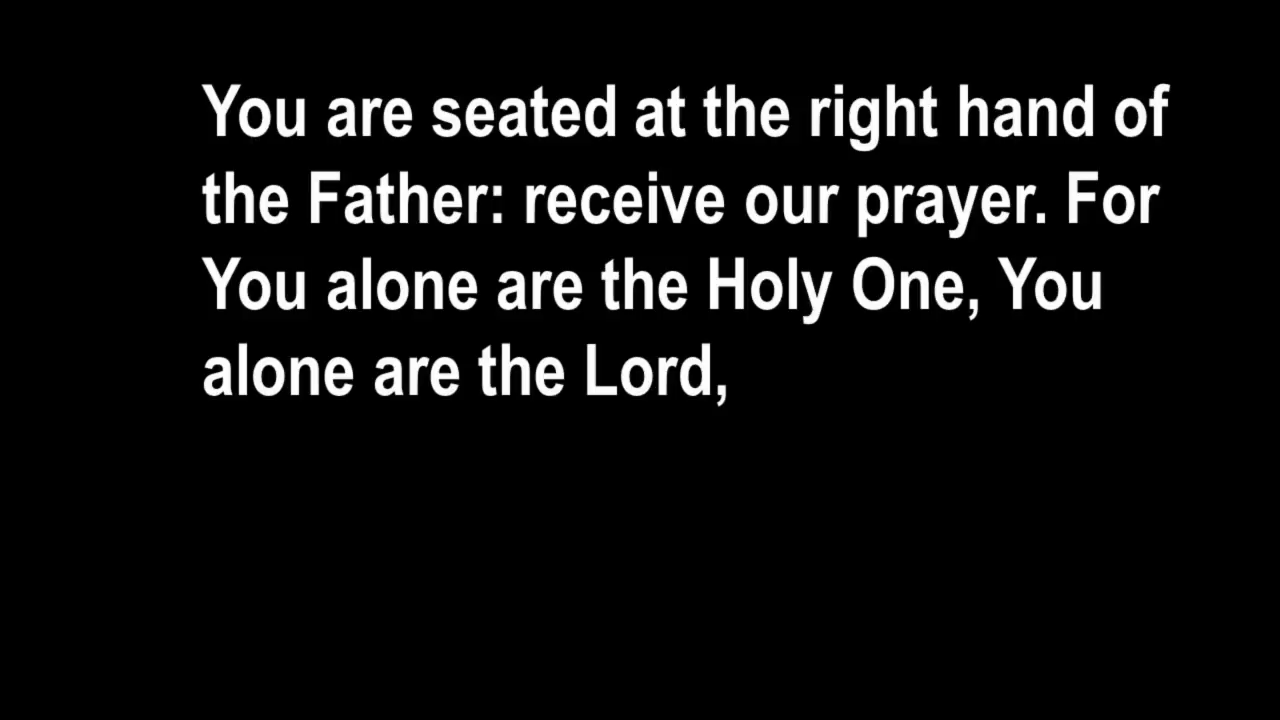 You are seated at the right hand of
the Father: receive our prayer. For
You alone are the Holy One, You
alone are the Lord,